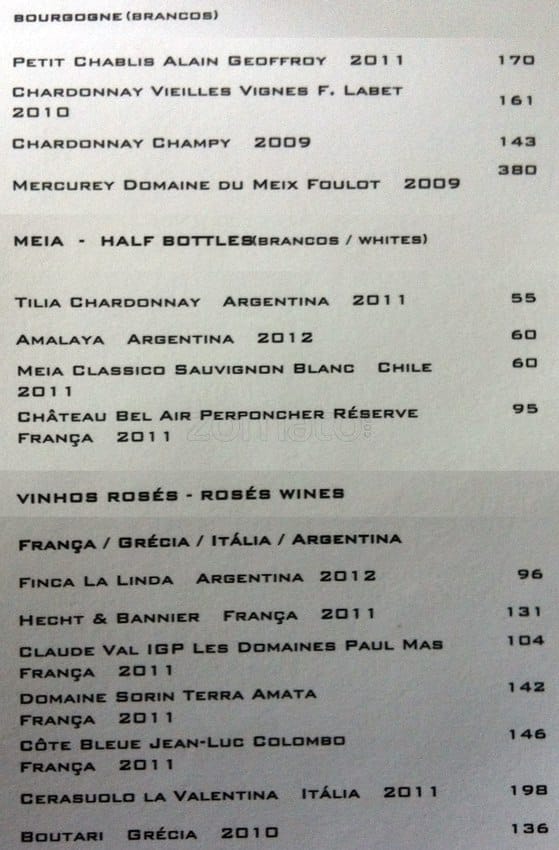 BOURGOGNE (BRANCOS)
PETIT CHABLIS ALAIN GEOFFROY 2011 170
CHARDONNAY VIEILLES VIGNES F. LABET
2010 161
CHARDONNAY CHAMPY 2009 143
MERCUREY DOMAINE DU MEIX FOULOT 2009 380
MEIA - HALF BOTTLES(BRANCOS / WHITES)
TILIA CHARDONNAY ARGENTINA 2011 55
AMALAYA ARGENTINA 2012 60
MEIA CLASSICO SAUVIGNON BLANC CHILE 60
2011
CHÂTEAU BEL AIR PERPONCHER RÉSERVE 95
FRANÇA 2011
zomato.com
VINHOS ROSÉS - ROSÉS WINES
FRANÇA / GRÉCIA / ITÁLIA / ARGENTINA
FINCA LA LINDA ARGENTINA 2012 96
HECHT & BANNIER FRANÇA 2011 131
CLAUDE VAL IGP LES DOMAINES PAUL MAS 104
FRANÇA 2011
DOMAINE SORIN TERRA AMATA 142
FRANÇA 2011
CÔTE BLEUE JEAN-LUC COLOMBO 146
FRANÇA 2011
CERASUOLO LA VALENTINA ITÁLIA 2011 198
BOUTARI GRÉCIA 2010 136